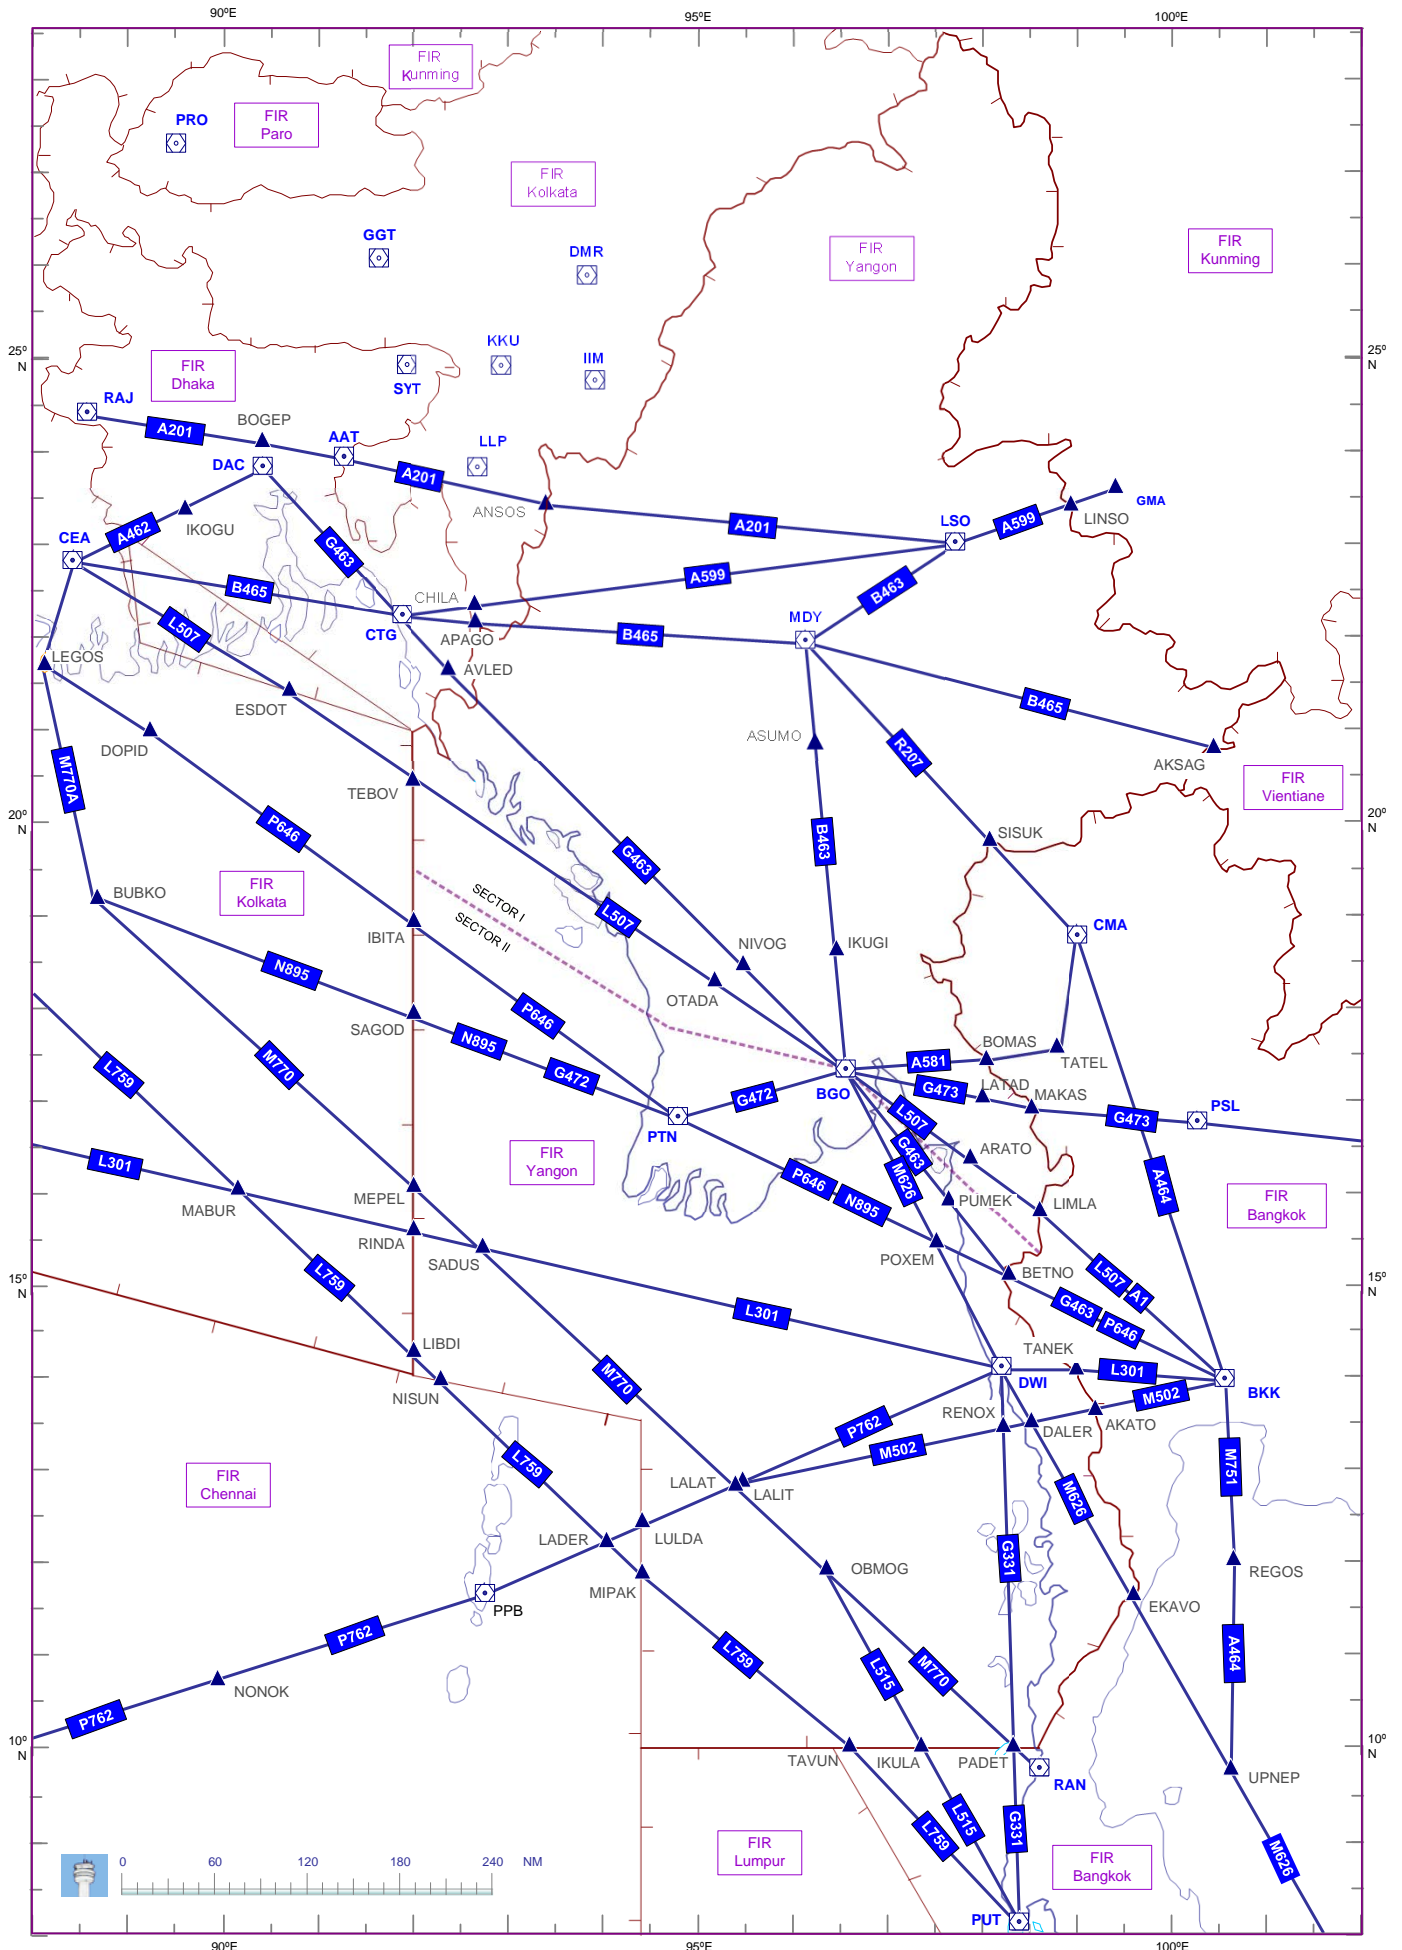 90ºE
95ºE
100ºE
FIR
Kunming
PRO
FIR
Paro
FIR
Kolkata
GGT
DMR
FIR
Yangon
FIR
Kunming
KKU
IIM
25º
N
FIR
Dhaka
SYT
25º
N
RAJ
A201
BOGEP
AAT
DAC
LLP
A201
ANSOS
A201
LSO
A599
LINSO
GMA
IKOGU
A462
CEA
G463
B465
A599
CHILA
B463
L507
CTG
APAGO
B465
MDY
LEGOS
AVLED
ESDOT
B465
DOPID
ASUMO
R207
AKSAG
M770A
TEBOV
FIR
Vientiane
20º
N
P646
G463
B463
SISUK
20º
N
BUBKO
FIR
Kolkata
SECTOR I
SECTOR II
L507
IBITA
NIVOG
IKUGI
CMA
N895
OTADA
P646
SAGOD
N895
BOMAS
TATEL
L759
M770
G472
G472
BGO
A581
G473
LATAD
MAKAS
G473
PSL
PTN
L507
L301
FIR
Yangon
G463
M626
ARATO
A464
MEPEL
P646
N895
PUMEK
LIMLA
FIR
Bangkok
MABUR
RINDA
SADUS
POXEM
15º
N
L759
BETNO
L507
A1
15º
N
L301
G463
P646
LIBDI
TANEK
M770
L301
DWI
BKK
NISUN
M502
RENOX
P762
DALER
AKATO
M502
L759
M751
FIR
Chennai
LALAT
LALIT
M626
LADER
LULDA
G331
OBMOG
REGOS
MIPAK
EKAVO
PPB
P762
L759
A464
L515
M770
NONOK
P762
10º
N
TAVUN
IKULA
PADET
10º
N
RAN
UPNEP
L759
L515
G331
FIR
Lumpur
M626
FIR
Bangkok
0 60 120 180 240 NM
PUT
90ºE
95ºE
100ºE